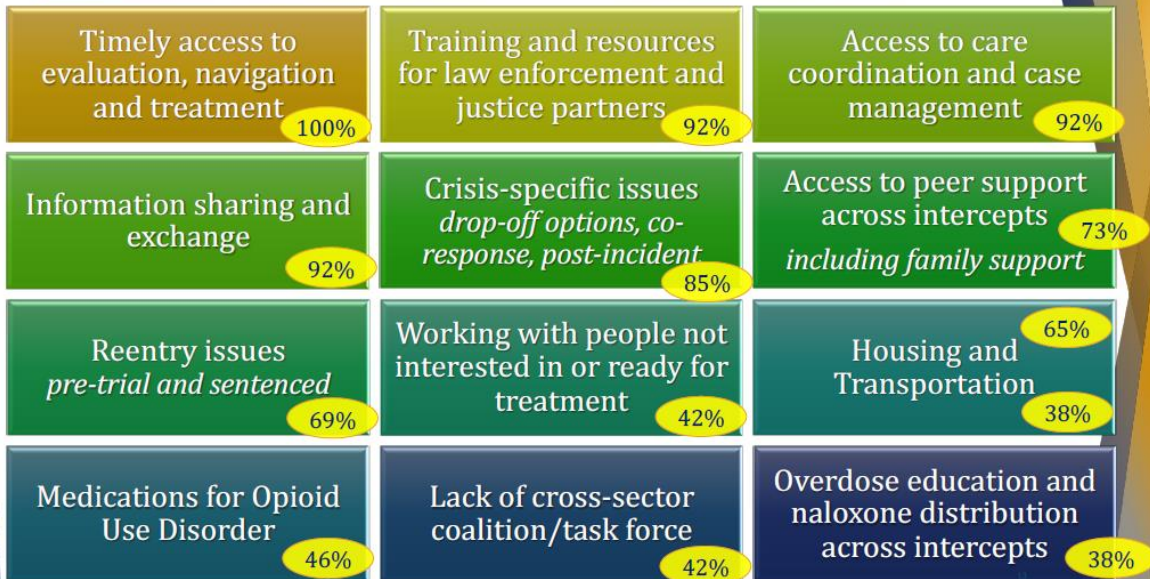 Timely access to
evaluation, navigation
and treatment
100%
Training and resources
for law enforcement and
justice partners
92%
Access to care
coordination and case
management
92%
Information sharing and
exchange
92%
Crisis-specific issues
drop-off options, co-
response, post-incident
85%
Access to peer support
across intercepts
73%
including family support
Reentry issues
pre-trial and sentenced
69%
Working with people not
interested in or ready for
treatment
42%
65%
Housing and
Transportation
38%
Medications for Opioid
Use Disorder
46%
Lack of cross-sector
coalition/task force
42%
Overdose education and
naloxone distribution
across intercepts
38%